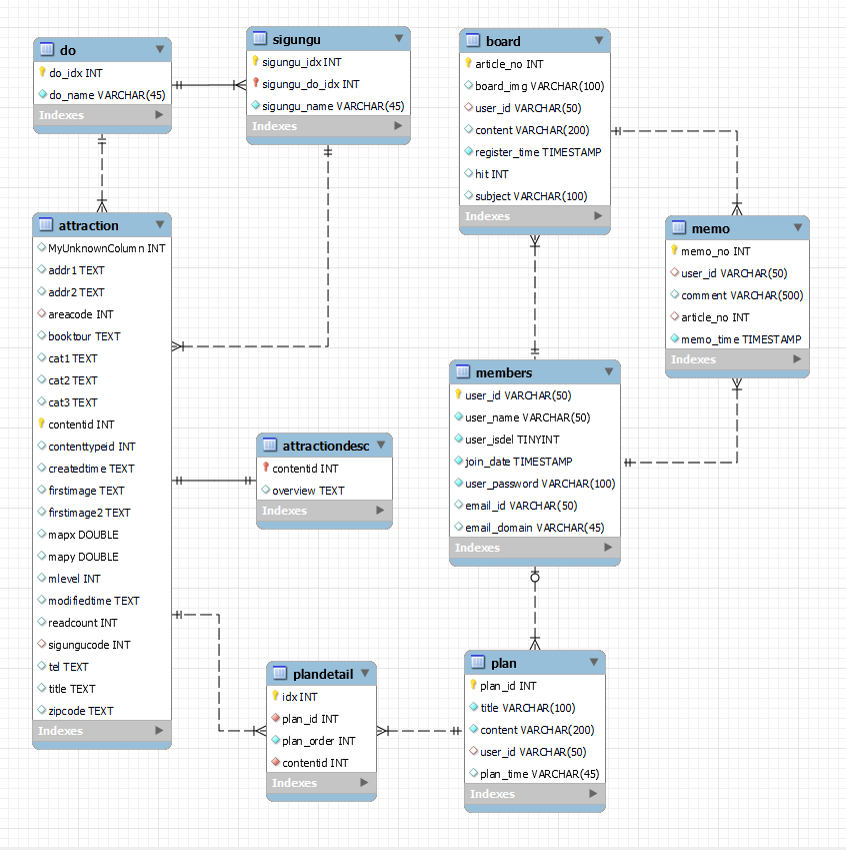 do
do_idx INT
do_name VARCHAR(45)
Indexes
sigungu
sigungu_idx INT
sigungu_do_idx INT
sigungu_name VARCHAR(45)
Indexes
board
article_no INT
board_img VARCHAR(100)
user_id VARCHAR(50)
content VARCHAR(200)
register_time TIMESTAMP
hit INT
subject VARCHAR(100)
Indexes
attraction
MyUnknownColumn INT
addr1 TEXT
addr2 TEXT
areacode INT
booktour TEXT
cat1 TEXT
cat2 TEXT
cat3 TEXT
contentid INT
contenttypeid INT
createdtime TEXT
firstimage TEXT
firstimage2 TEXT
mapx DOUBLE
mapy DOUBLE
mlevel INT
modifiedtime TEXT
readcount INT
sigungucode INT
tel TEXT
title TEXT
zipcode TEXT
Indexes
memo
memo_no INT
user_id VARCHAR(50)
comment VARCHAR(500)
article_no INT
memo_time TIMESTAMP
Indexes
members
user_id VARCHAR(50)
user_name VARCHAR(50)
user_isdel TINYINT
join_date TIMESTAMP
user_password VARCHAR(100)
email_id VARCHAR(50)
email_domain VARCHAR(45)
Indexes
attractiondesc
contentid INT
overview TEXT
Indexes
plandetail
idx INT
plan_id INT
plan_order INT
contentid INT
Indexes
plan
plan_id INT
title VARCHAR(100)
content VARCHAR(200)
user_id VARCHAR(50)
plan_time VARCHAR(45)
Indexes